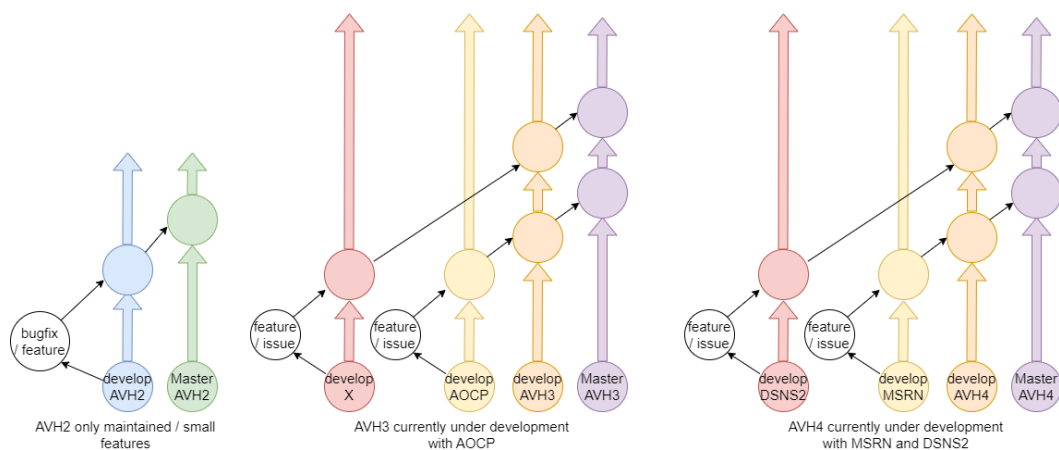 bugfix
/ feature
develop
AVH2
Master
AVH2
AVH2 only maintained / small
features
feature
/ issue
feature
/ issue
develop
X
develop
AOCP
develop
AVH3
Master
AVH3
AVH3 currently under development
with AOCP
feature
/ issue
feature
/ issue
develop
DSNS2
develop
MSRN
develop
AVH4
Master
AVH4
AVH4 currently under development
with MSRN and DSNS2